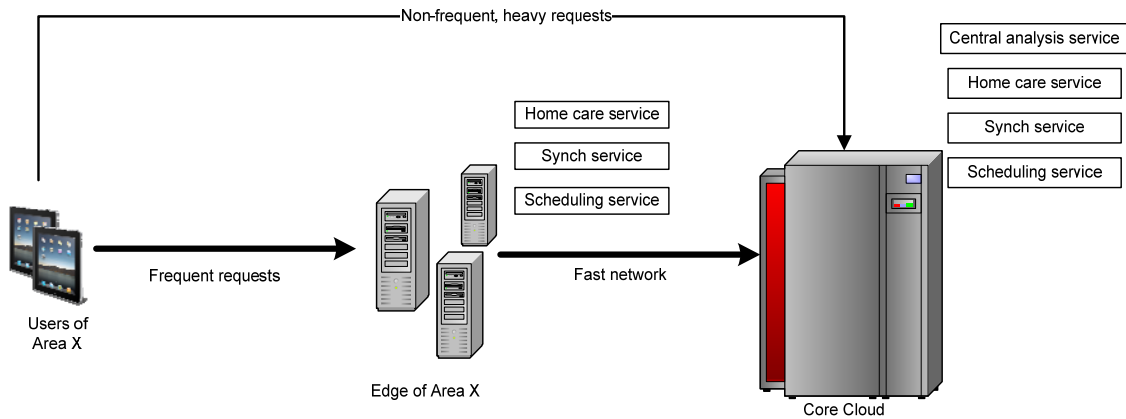 Non-frequent, heavy requests
Central analysis service
Home care service
Synch service
Scheduling service
Home care service
Synch service
Scheduling service
Frequent requests
Fast network
Users of
Area X
Edge of Area X
Core Cloud